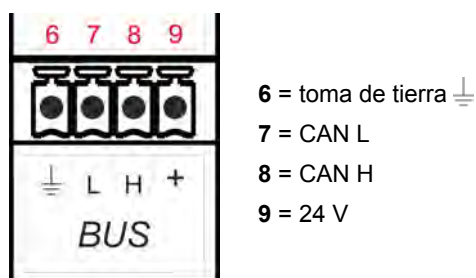 6 7 8 9
⏚ L H +
BUS
6 = toma de tierra ⏚
7 = CAN L
8 = CAN H
9 = 24 V